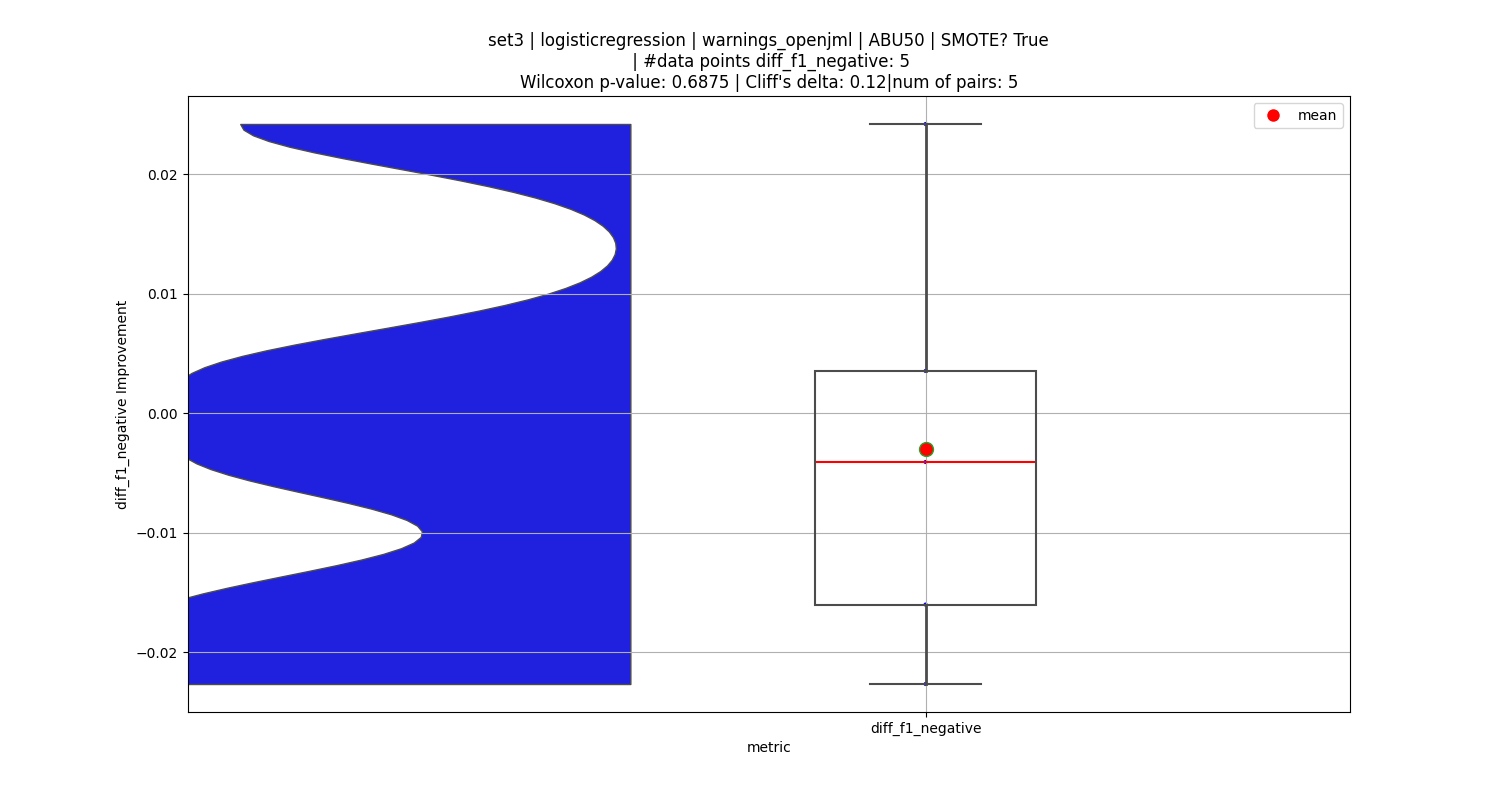 set3 | logisticregression | warnings_openjml | ABU50 | SMOTE? True
| #data points diff_f1_negative: 5
Wilcoxon p-value: 0.6875 | Cliff's delta: 0.12|num of pairs: 5
mean
0.02
0.01
0.00
−0.01
−0.02
diff_f1_negative Improvement
diff_f1_negative
metric